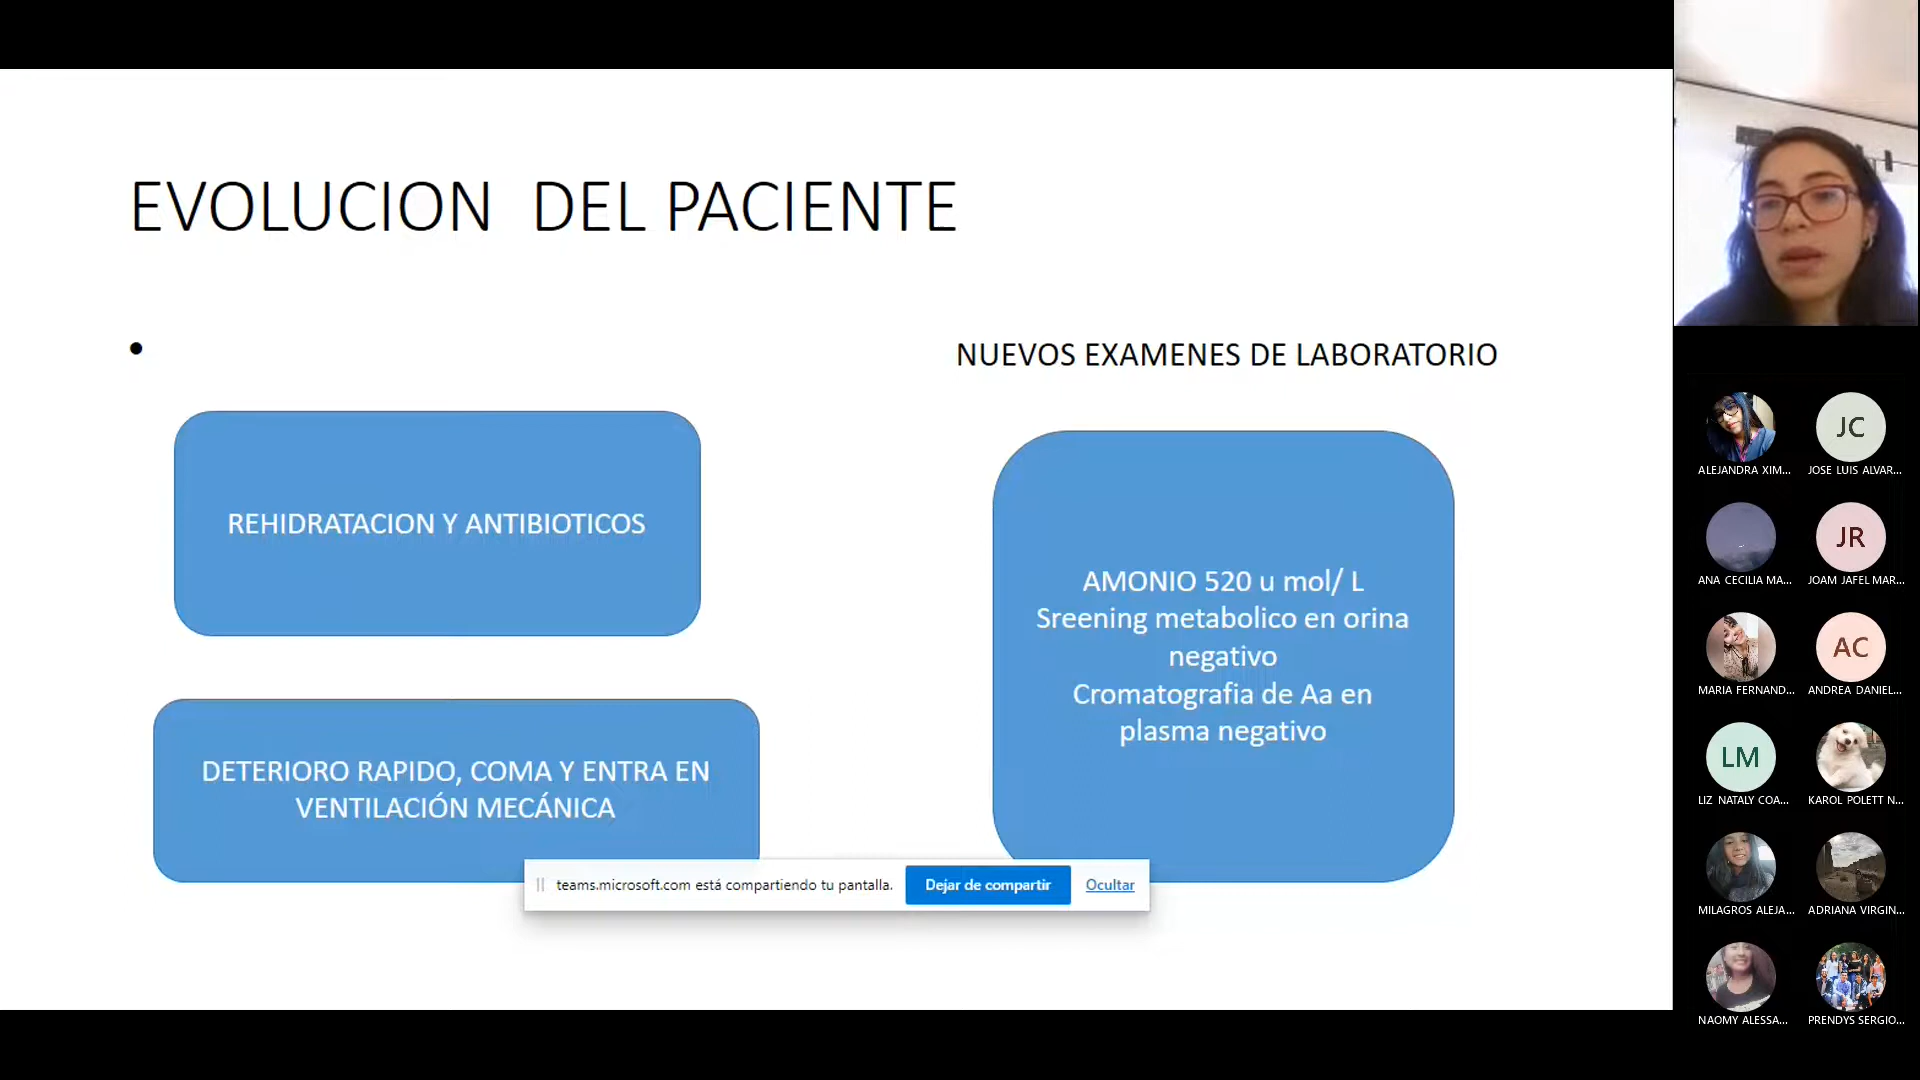 EVOLUCION DEL PACIENTE
•
NUEVOS EXAMENES DE LABORATORIO
REHIDRATACION Y ANTIBIOTICOS
DETERIORO RAPIDO, COMA Y ENTRA EN
VENTILACIÓN MECÁNICA
AMONIO 520 u mol/ L
Sreening metabolico en orina
negativo
Cromatografia de Aa en
plasma negativo
teams.microsoft.com está compartiendo tu pantalla.
Dejar de compartir
Ocultar
ALEJANDRA XIM...
JC
JOSE LUIS ALVAR...
ANA CECILIA MA...
JR
JOAM JAFEL MAR...
MARIA FERNAND...
AC
ANDREA DANIEL...
LM
LIZ NATALY COA...
KAROL POLETT N...
MILAGROS ALEJA...
ADRIANA VIRGIN...
NAOMY ALESSA...
PRENDYS SERGIO...